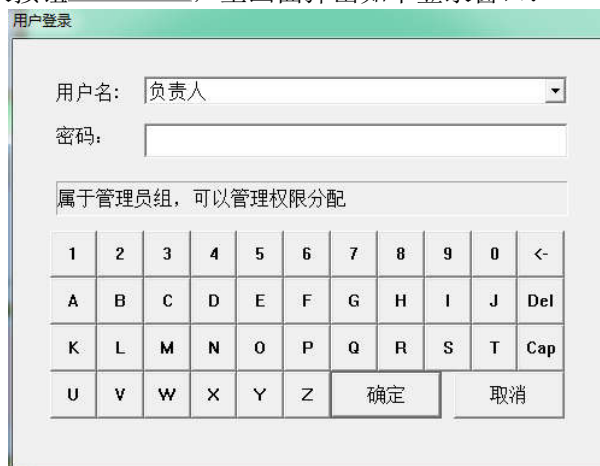 用户登录
用户名: 负责人
密码:
属于管理员组，可以管理权限分配
1 2 3 4 5 6 7 8 9 0 <-
A B C D E F G H I J Del
K L M N O P Q R S T Cap
U V W X Y Z 确定 取消